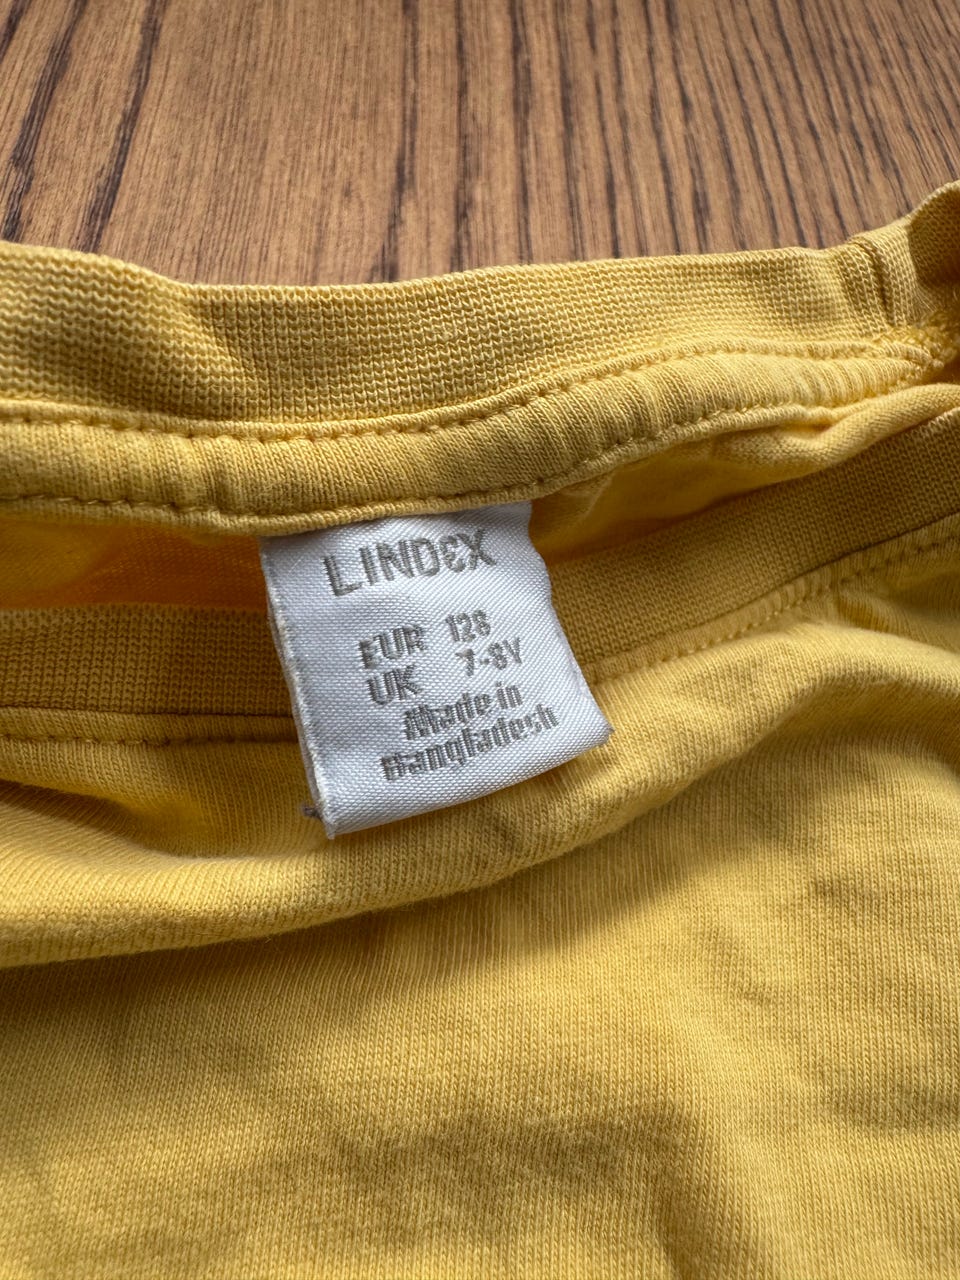 LINDEX
EUR 128
UK 7-8Y
Made in
Bangladesh